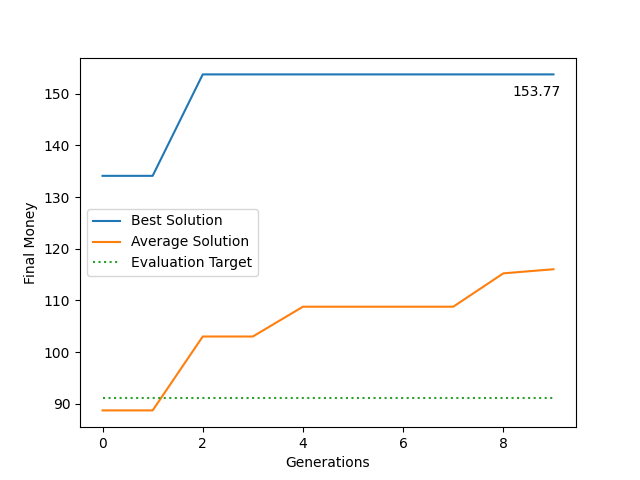 150
140
130
120
110
100
90
Final Money
153.77
Best Solution
Average Solution
Evaluation Target
0 2 4 6 8
Generations